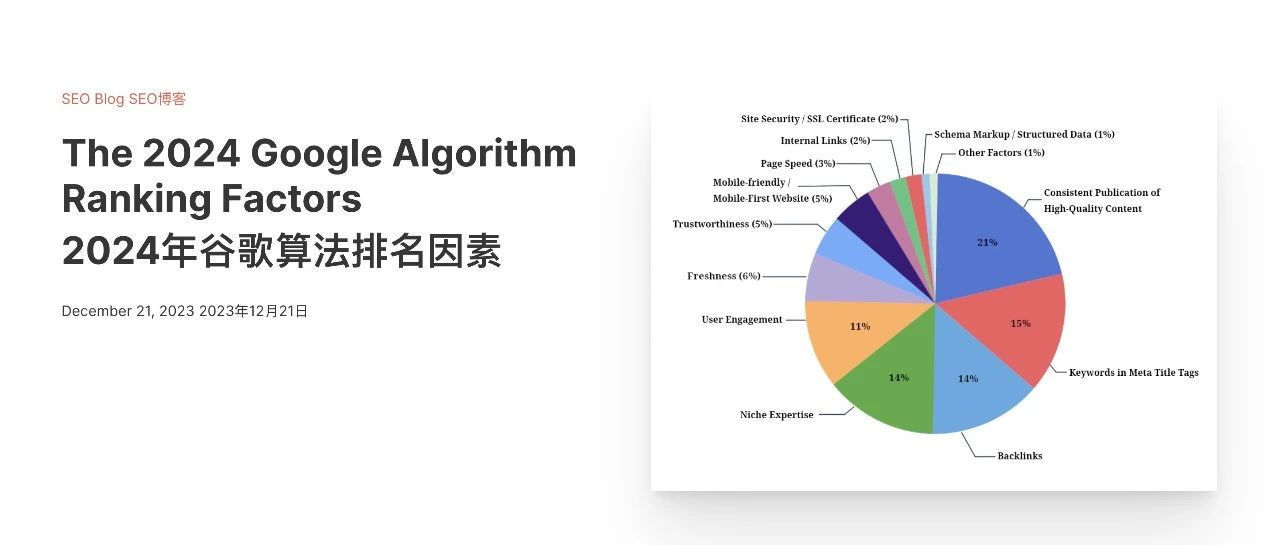 SEO Blog SEO博客
The 2024 Google Algorithm
Ranking Factors
2024年谷歌算法排名因素
December 21, 2023 2023年12月21日
Site Security / SSL Certificate (2%)
Schema Markup / Structured Data (1%)
Internal Links (2%)
Other Factors (1%)
Page Speed (3%)
Mobile-friendly /
Mobile-First Website (5%)
Consistent Publication of
High-Quality Content
Trustworthiness (5%)
21%
Freshness (6%)
User Engagement
11%
15%
Keywords in Meta Title Tags
14%
14%
Niche Expertise
Backlinks